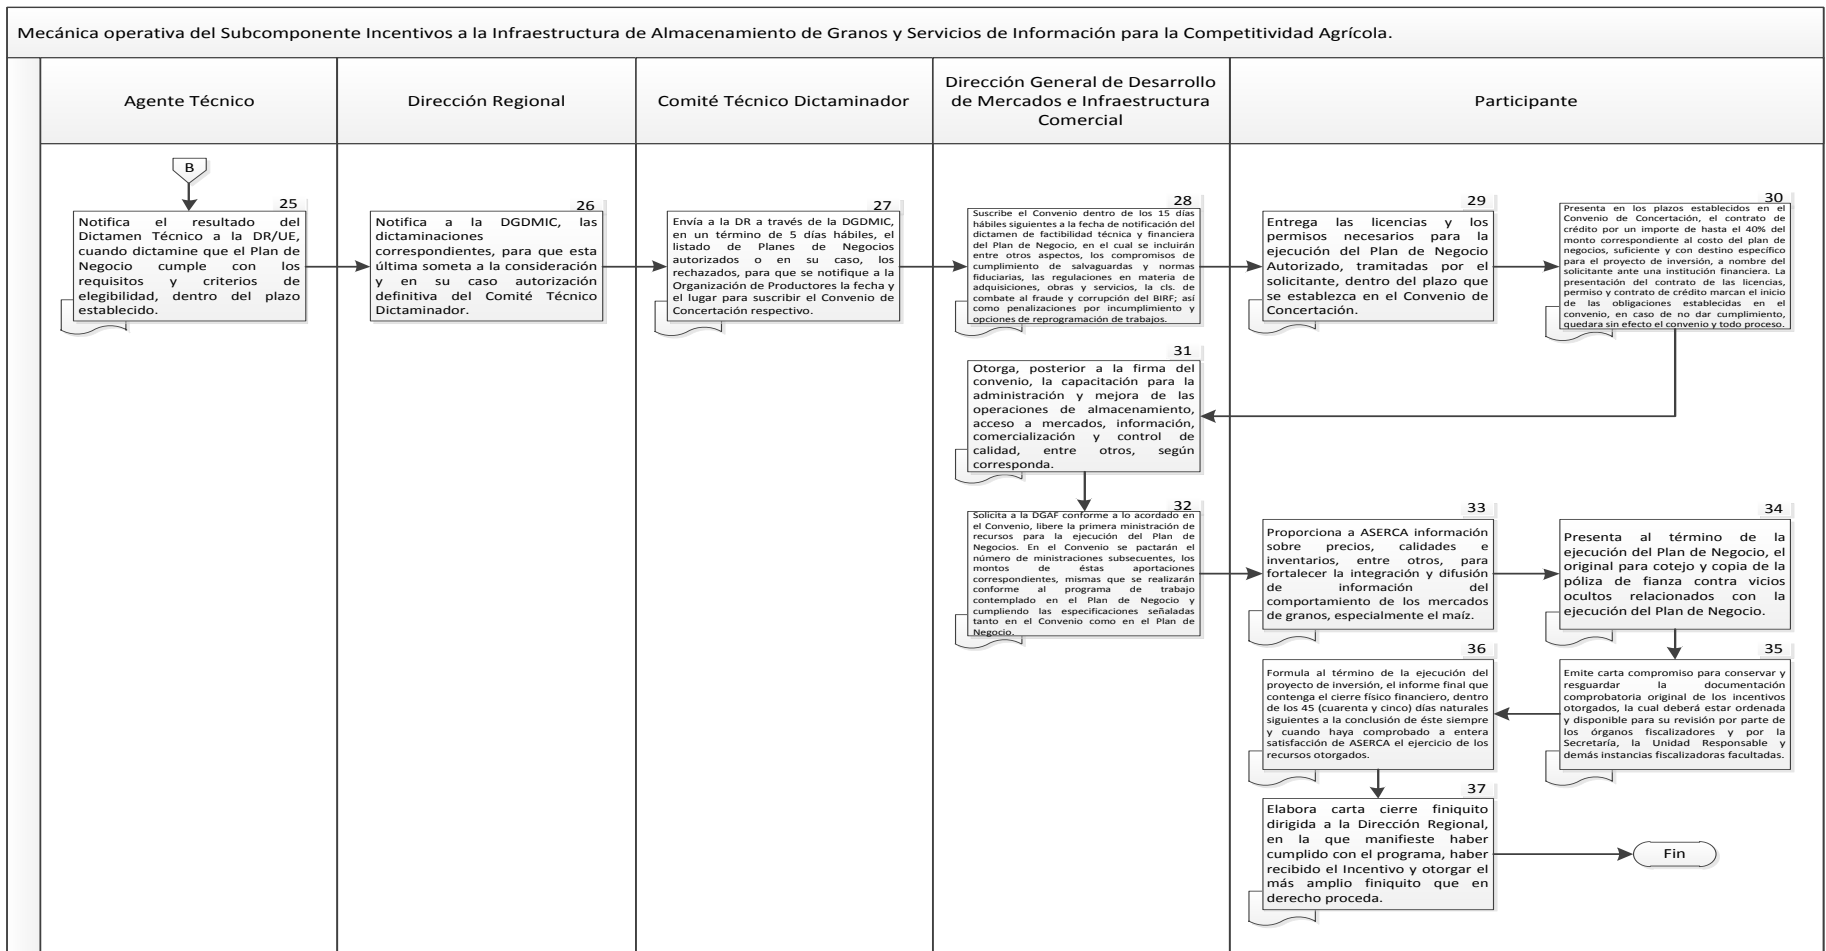 Mecánica operativa del Subcomponente Incentivos a la Infraestructura de Almacenamiento de Granos y Servicios de Información para la Competitividad Agrícola.
Agente Técnico
Dirección Regional
Comité Técnico Dictaminador
Dirección General de Desarrollo
de Mercados e Infraestructura
Comercial
Participante
B
25
Notifica el resultado del
Dictamen Técnico a la DR/UE,
cuando dictamine que el Plan de
Negocio cumple con los
requisitos y criterios de
elegibilidad, dentro del plazo
establecido.
26
Notifica a la DGDMIC, las
dictaminaciones
correspondientes, para que esta
última someta a la consideración
y en su caso autorización
definitiva del Comité Técnico
Dictaminador.
27
Envía a la DR a través de la DGDMIC,
en un término de 5 días hábiles, el
listado de Planes de Negocios
autorizados o en su caso, los
rechazados, para que se notifique a la
Organización de Productores la fecha y
el lugar para suscribir el Convenio de
Concertación respectivo.
28
Suscribe el Convenio dentro de los 15 días
hábiles siguientes a la fecha de notificación del
dictamen de factibilidad técnica y financiera
del Plan de Negocio, en el cual se incluirán
entre otros aspectos, los compromisos de
cumplimiento de salvaguardas y normas
fiduciarias, las regulaciones en materia de
adquisiciones, obras y servicios, la cls. de
combate al fraude y corrupción del BIRF; así
como penalizaciones por incumplimiento y
opciones de reprogramación de trabajos.
29
Entrega las licencias y los
permisos necesarios para la
ejecución del Plan de Negocio
Autorizado, tramitadas por el
solicitante, dentro del plazo que
se establezca en el Convenio de
Concertación.
30
Presenta en los plazos establecidos en el
Convenio de Concertación, el contrato de
crédito por un importe de hasta el 40% del
monto correspondiente al costo del plan de
negocios, suficiente y con destino específico
para el proyecto de inversión, a nombre del
solicitante ante una institución financiera. La
presentación del contrato de las licencias,
permiso y contrato de crédito marcan el inicio
de las obligaciones establecidas en el
convenio, en caso de no dar cumplimiento,
quedara sin efecto el convenio y todo proceso.
31
Otorga, posterior a la firma del
convenio, la capacitación para la
administración y mejora de las
operaciones de almacenamiento,
acceso a mercados, información,
comercialización y control de
calidad, entre otros, según
corresponda.
32
Solicita a la DGAF conforme a lo acordado en
el Convenio, libere la primera ministración de
recursos para la ejecución del Plan de
Negocios. En el Convenio se pactarán el
número de ministraciones subsecuentes, los
montos de éstas aportaciones
correspondientes, mismas que se realizarán
conforme al programa de trabajo
contemplado en el Plan de Negocio y
cumpliendo las especificaciones señaladas
tanto en el Convenio como en el Plan de
Negocio.
33
Proporciona a ASERCA información
sobre precios, calidades e
inventarios, entre otros, para
fortalecer la integración y difusión
de información del
comportamiento de los mercados
de granos, especialmente el maíz.
34
Presenta al término de la
ejecución del Plan de Negocio, el
original para cotejo y copia de la
póliza de fianza contra vicios
ocultos relacionados con la
ejecución del Plan de Negocio.
35
Emite carta compromiso para conservar y
resguardar la documentación
comprobatoria original de los incentivos
otorgados, la cual deberá estar ordenada
y disponible para su revisión por parte de
los órganos fiscalizadores y por la
Secretaría, la Unidad Responsable y
demás instancias fiscalizadoras facultadas.
36
Formula al término de la ejecución del
proyecto de inversión, el informe final que
contenga el cierre físico financiero, dentro
de los 45 (cuarenta y cinco) días naturales
siguientes a la conclusión de éste siempre
y cuando haya comprobado a entera
satisfacción de ASERCA el ejercicio de los
recursos otorgados.
37
Elabora carta cierre finiquito
dirigida a la Dirección Regional,
en la que manifieste haber
cumplido con el programa, haber
recibido el Incentivo y otorgar el
más amplio finiquito que en
derecho proceda.
Fin